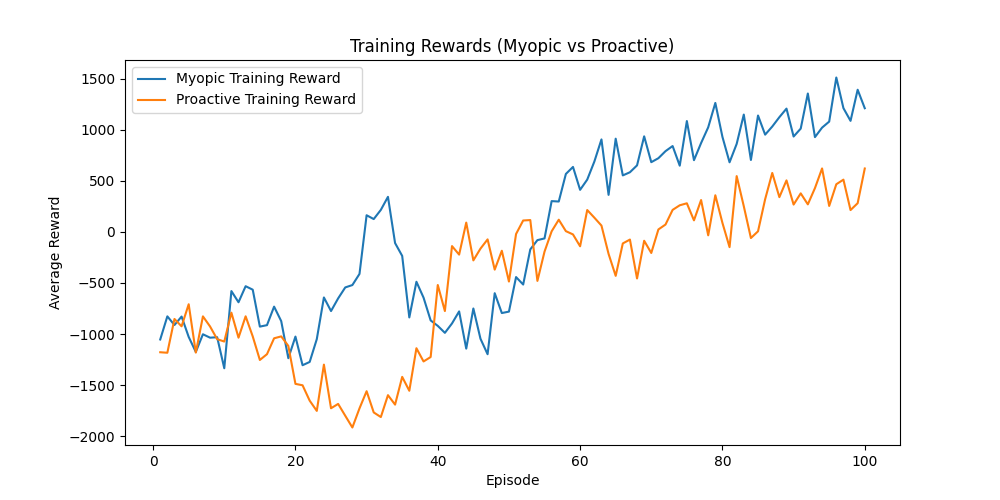 Training Rewards (Myopic vs Proactive)
Myopic Training Reward
Proactive Training Reward
Average Reward
1500
1000
500
0
−500
−1000
−1500
−2000
0 20 40 60 80 100
Episode